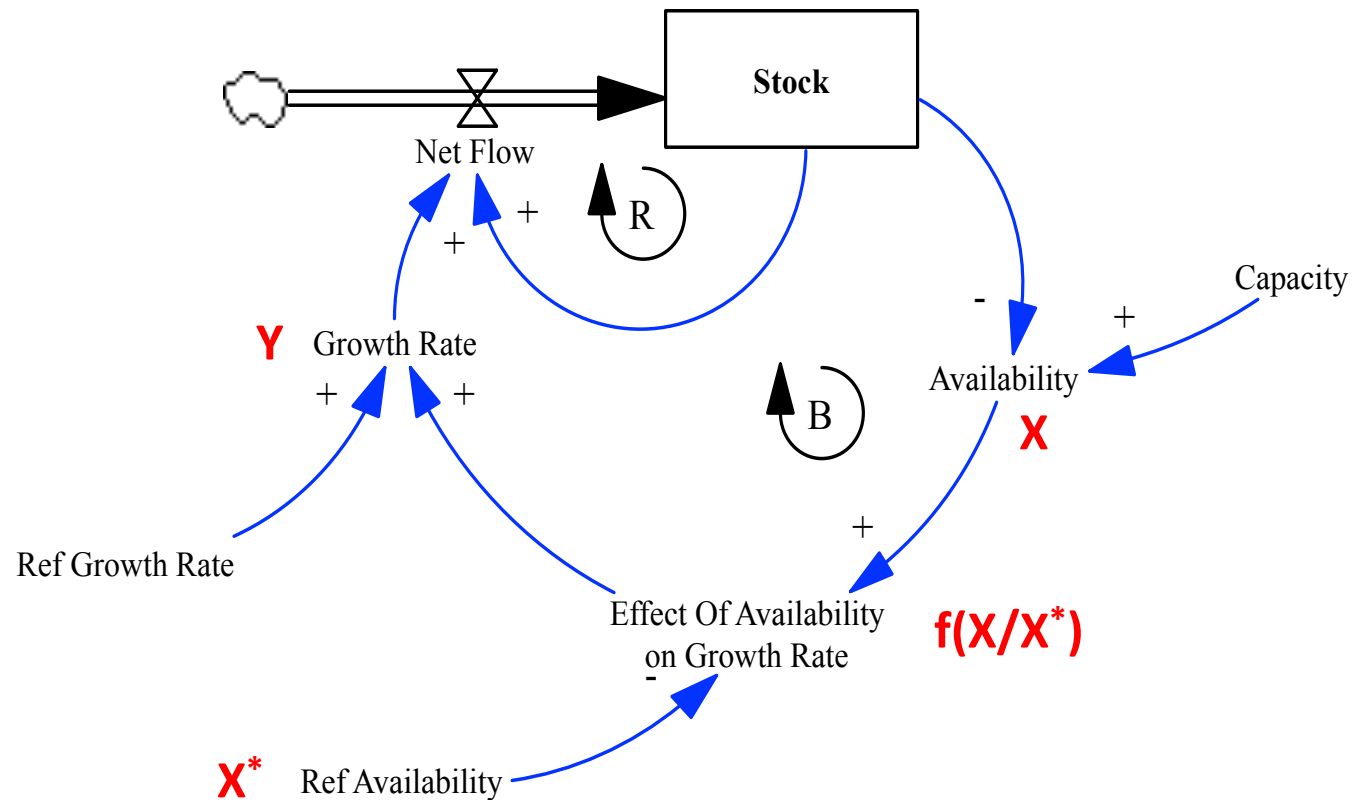 Stock
Net Flow
+
R
+
Capacity
-
+
Y Growth Rate
Availability
+
+
B
X
+
Ref Growth Rate
Effect Of Availability
on Growth Rate
f(X/X*)
-
X* Ref Availability